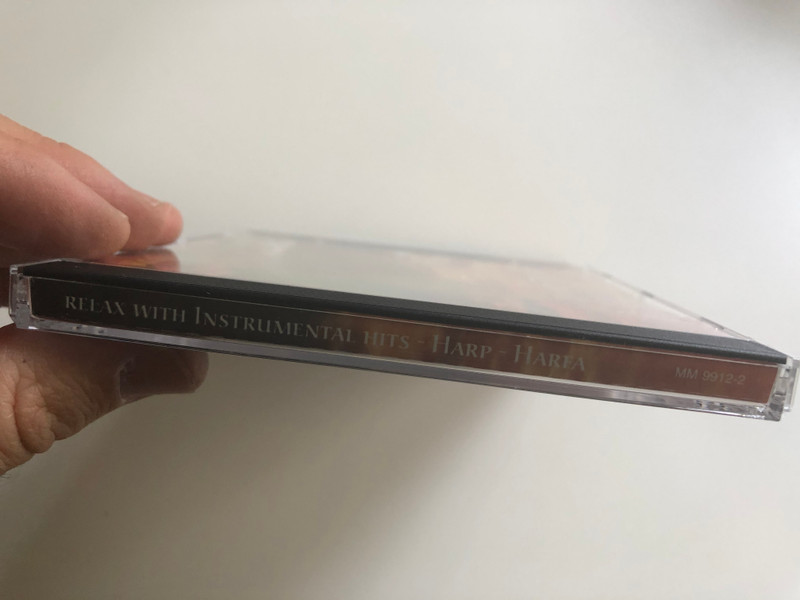 RELAX WITH INSTRUMENTAL HITS - HARP - HARFA
MM 9912-2